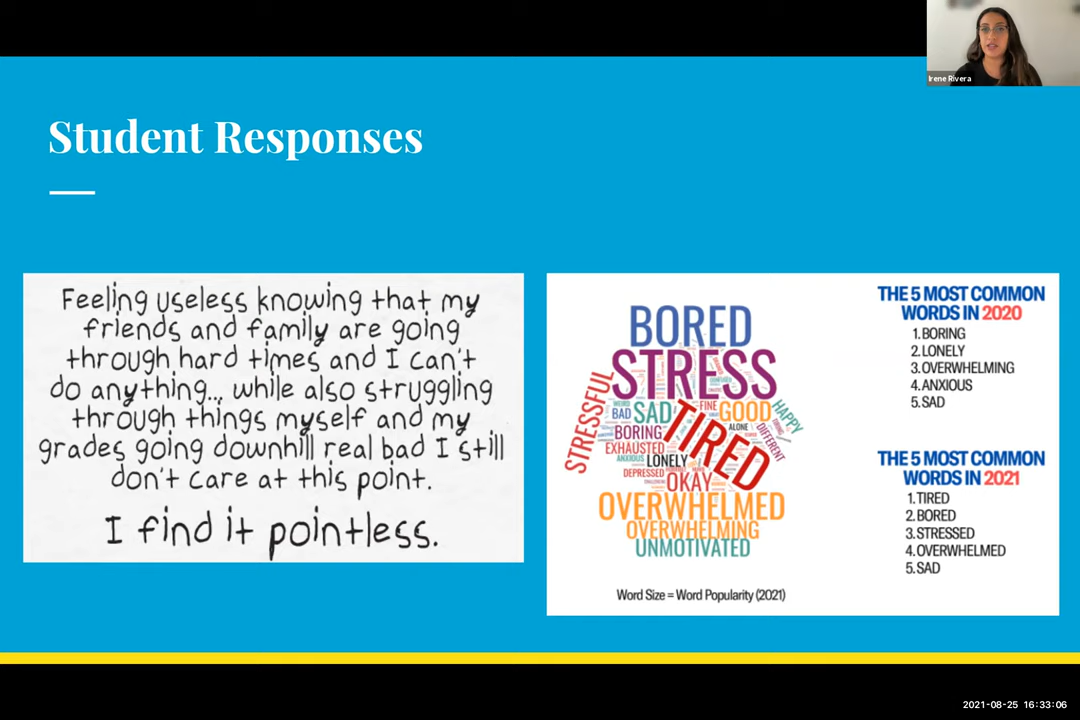 Irene Rivera
Student Responses
Feeling useless knowing that my
friends and family are going
through hard times and I can't
do anything... while also struggling
through things myself and my
grades going downhill real bad I still
don't care at this point.
I find it pointless.
BORED
STRESS
STRESSFUL
BAD
SAD
TIRED
FINE
GOOD
HAPPY
ALONE
DIFFERENT
BORING
EXHAUSTED
ANXIOUS
LONELY
DEPRESSED
OKAY
OVERWHELMED
OVERWHELMING
UNMOTIVATED
Word Size = Word Popularity (2021)
THE 5 MOST COMMON
WORDS IN 2020
1. BORING
2. LONELY
3. OVERWHELMING
4. ANXIOUS
5. SAD
THE 5 MOST COMMON
WORDS IN 2021
1. TIRED
2. BORED
3. STRESSED
4. OVERWHELMED
5. SAD
2021-08-25 16:33:06